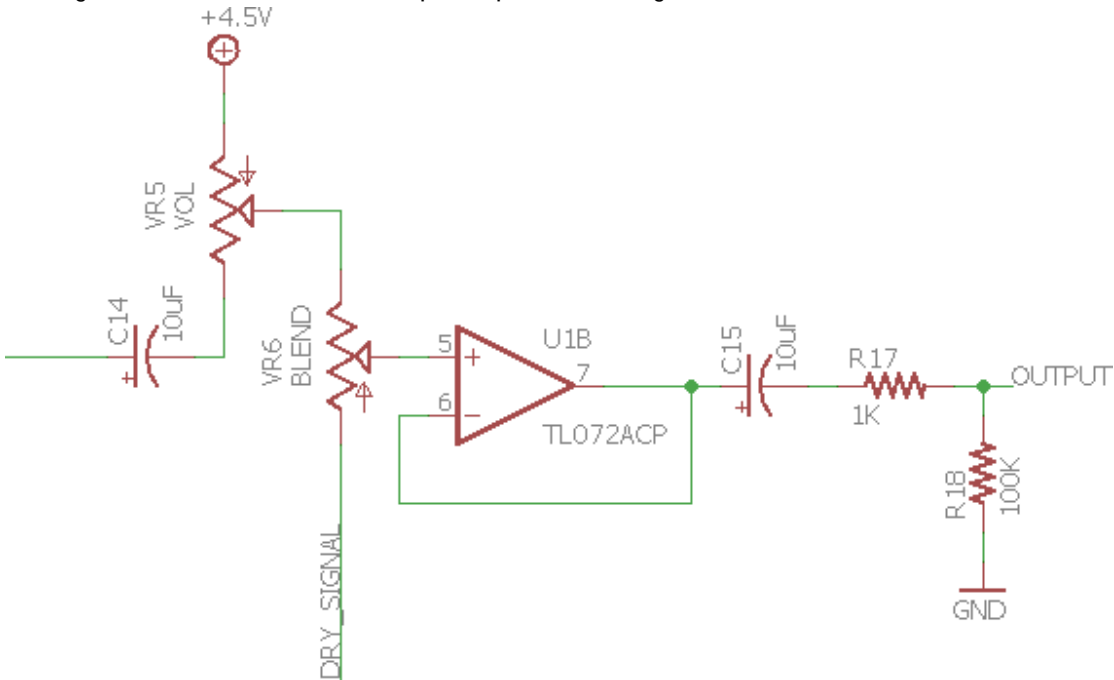 +4.5V
VR5
VOL
C14
10uF
VR6
BLEND
5
+
6
−
U1B
7
TL072ACP
C15
10uF
R17
1K
OUTPUT
R18
100K
GND
DRY_SIGNAL
+
+